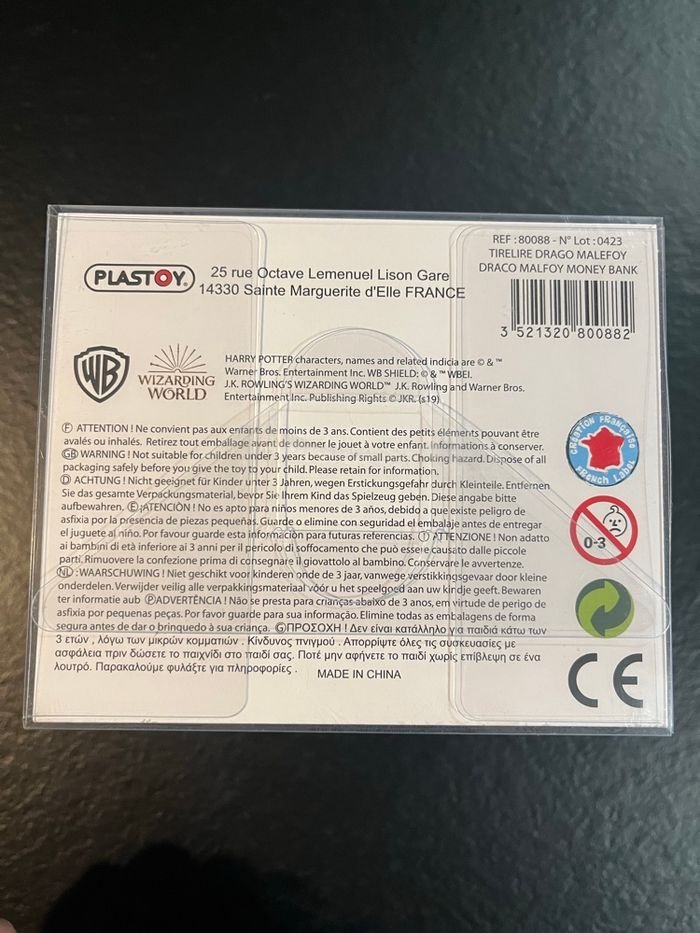 REF : 80088 - N° Lot : 0423
TIRELIRE DRAGO MALEFOY
DRACO MALFOY MONEY BANK
3 521320 800882
PLASTOY®
25 rue Octave Lemenuel Lison Gare
14330 Sainte Marguerite d'Elle FRANCE
WB
WIZARDING
WORLD
HARRY POTTER characters, names and related indicia are © & ™
Warner Bros. Entertainment Inc. WB SHIELD: © & ™ WBEI.
J.K. ROWLING'S WIZARDING WORLD™ J.K. Rowling and Warner Bros.
Entertainment Inc. Publishing Rights © JKR. (s19)
Ⓕ ATTENTION ! Ne convient pas aux enfants de moins de 3 ans. Contient des petits éléments pouvant être
avalés ou inhalés. Retirez tout emballage avant de donner le jouet à votre enfant. Informations à conserver.
GB WARNING ! Not suitable for children under 3 years because of small parts. Choking hazard. Dispose of all
packaging safely before you give the toy to your child. Please retain for information.
Ⓓ ACHTUNG ! Nicht geeignet für Kinder unter 3 Jahren, wegen Erstickungsgefahr durch Kleinteile. Entfernen
Sie das gesamte Verpackungsmaterial, bevor Sie Ihrem Kind das Spielzeug geben. Diese angabe bitte
aufbewahren. Ⓔ ¡ATENCIÒN ! No es apto para niños menores de 3 años, debido a que existe peligro de
asfixia por la presencia de piezas pequeñas. Guarde o elimine con seguridad el embalaje antes de entregar
el juguete al niño. Por favour guarde esta información para futuras referencias. Ⓘ ATTENZIONE ! Non adatto
ai bambini di età inferiore ai 3 anni per il pericolo di soffocamento che può essere causato dalle piccole
parti. Rimuovere la confezione prima di consegnare il giovattolo al bambino. Conservare le avvertenze.
NL :WAARSCHUWING ! Niet geschikt voor kinderen onder de 3 jaar, vanwege verstikkingsgevaar door kleine
onderdelen. Verwijder veilig alle verpakkingsmaterialen vóór u het speelgoed aan uw kindje geeft. Bewaren
ter informatie aub Ⓟ ADVERTÊNCIA ! Não se presta para crianças abaixo de 3 anos, em virtude de perigo de
asfixia por pequenas peças. Por favor guarde para sua informação. Elimine todas as embalagens de forma
segura antes de dar o brinquedo à sua criança. Ⓖ ΠΡΟΣΟΧΗ ! Δεν είναι κατάλληλο για παιδιά κάτω των
3 ετών , λόγω των μικρών κομματιών . Κίνδυνος πνιγμού . Απορρίψτε όλες τις συσκευασίες με
ασφάλεια πριν δώσετε το παιχνίδι στο παιδί σας. Ποτέ μην αφήνετε το παιδί χωρίς επίβλεψη σε ένα
λουτρό. Παρακαλούμε φυλάξτε για πληροφορίες .
MADE IN CHINA
CRÉATION FRANÇAISE
FRENCH LABEL
0-3
CE